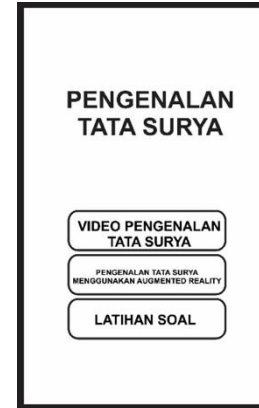 PENGENALAN
TATA SURYA
VIDEO PENGENALAN
TATA SURYA
PENGENALAN TATA SURYA
MENGGUNAKAN AUGMENTED REALITY
LATIHAN SOAL